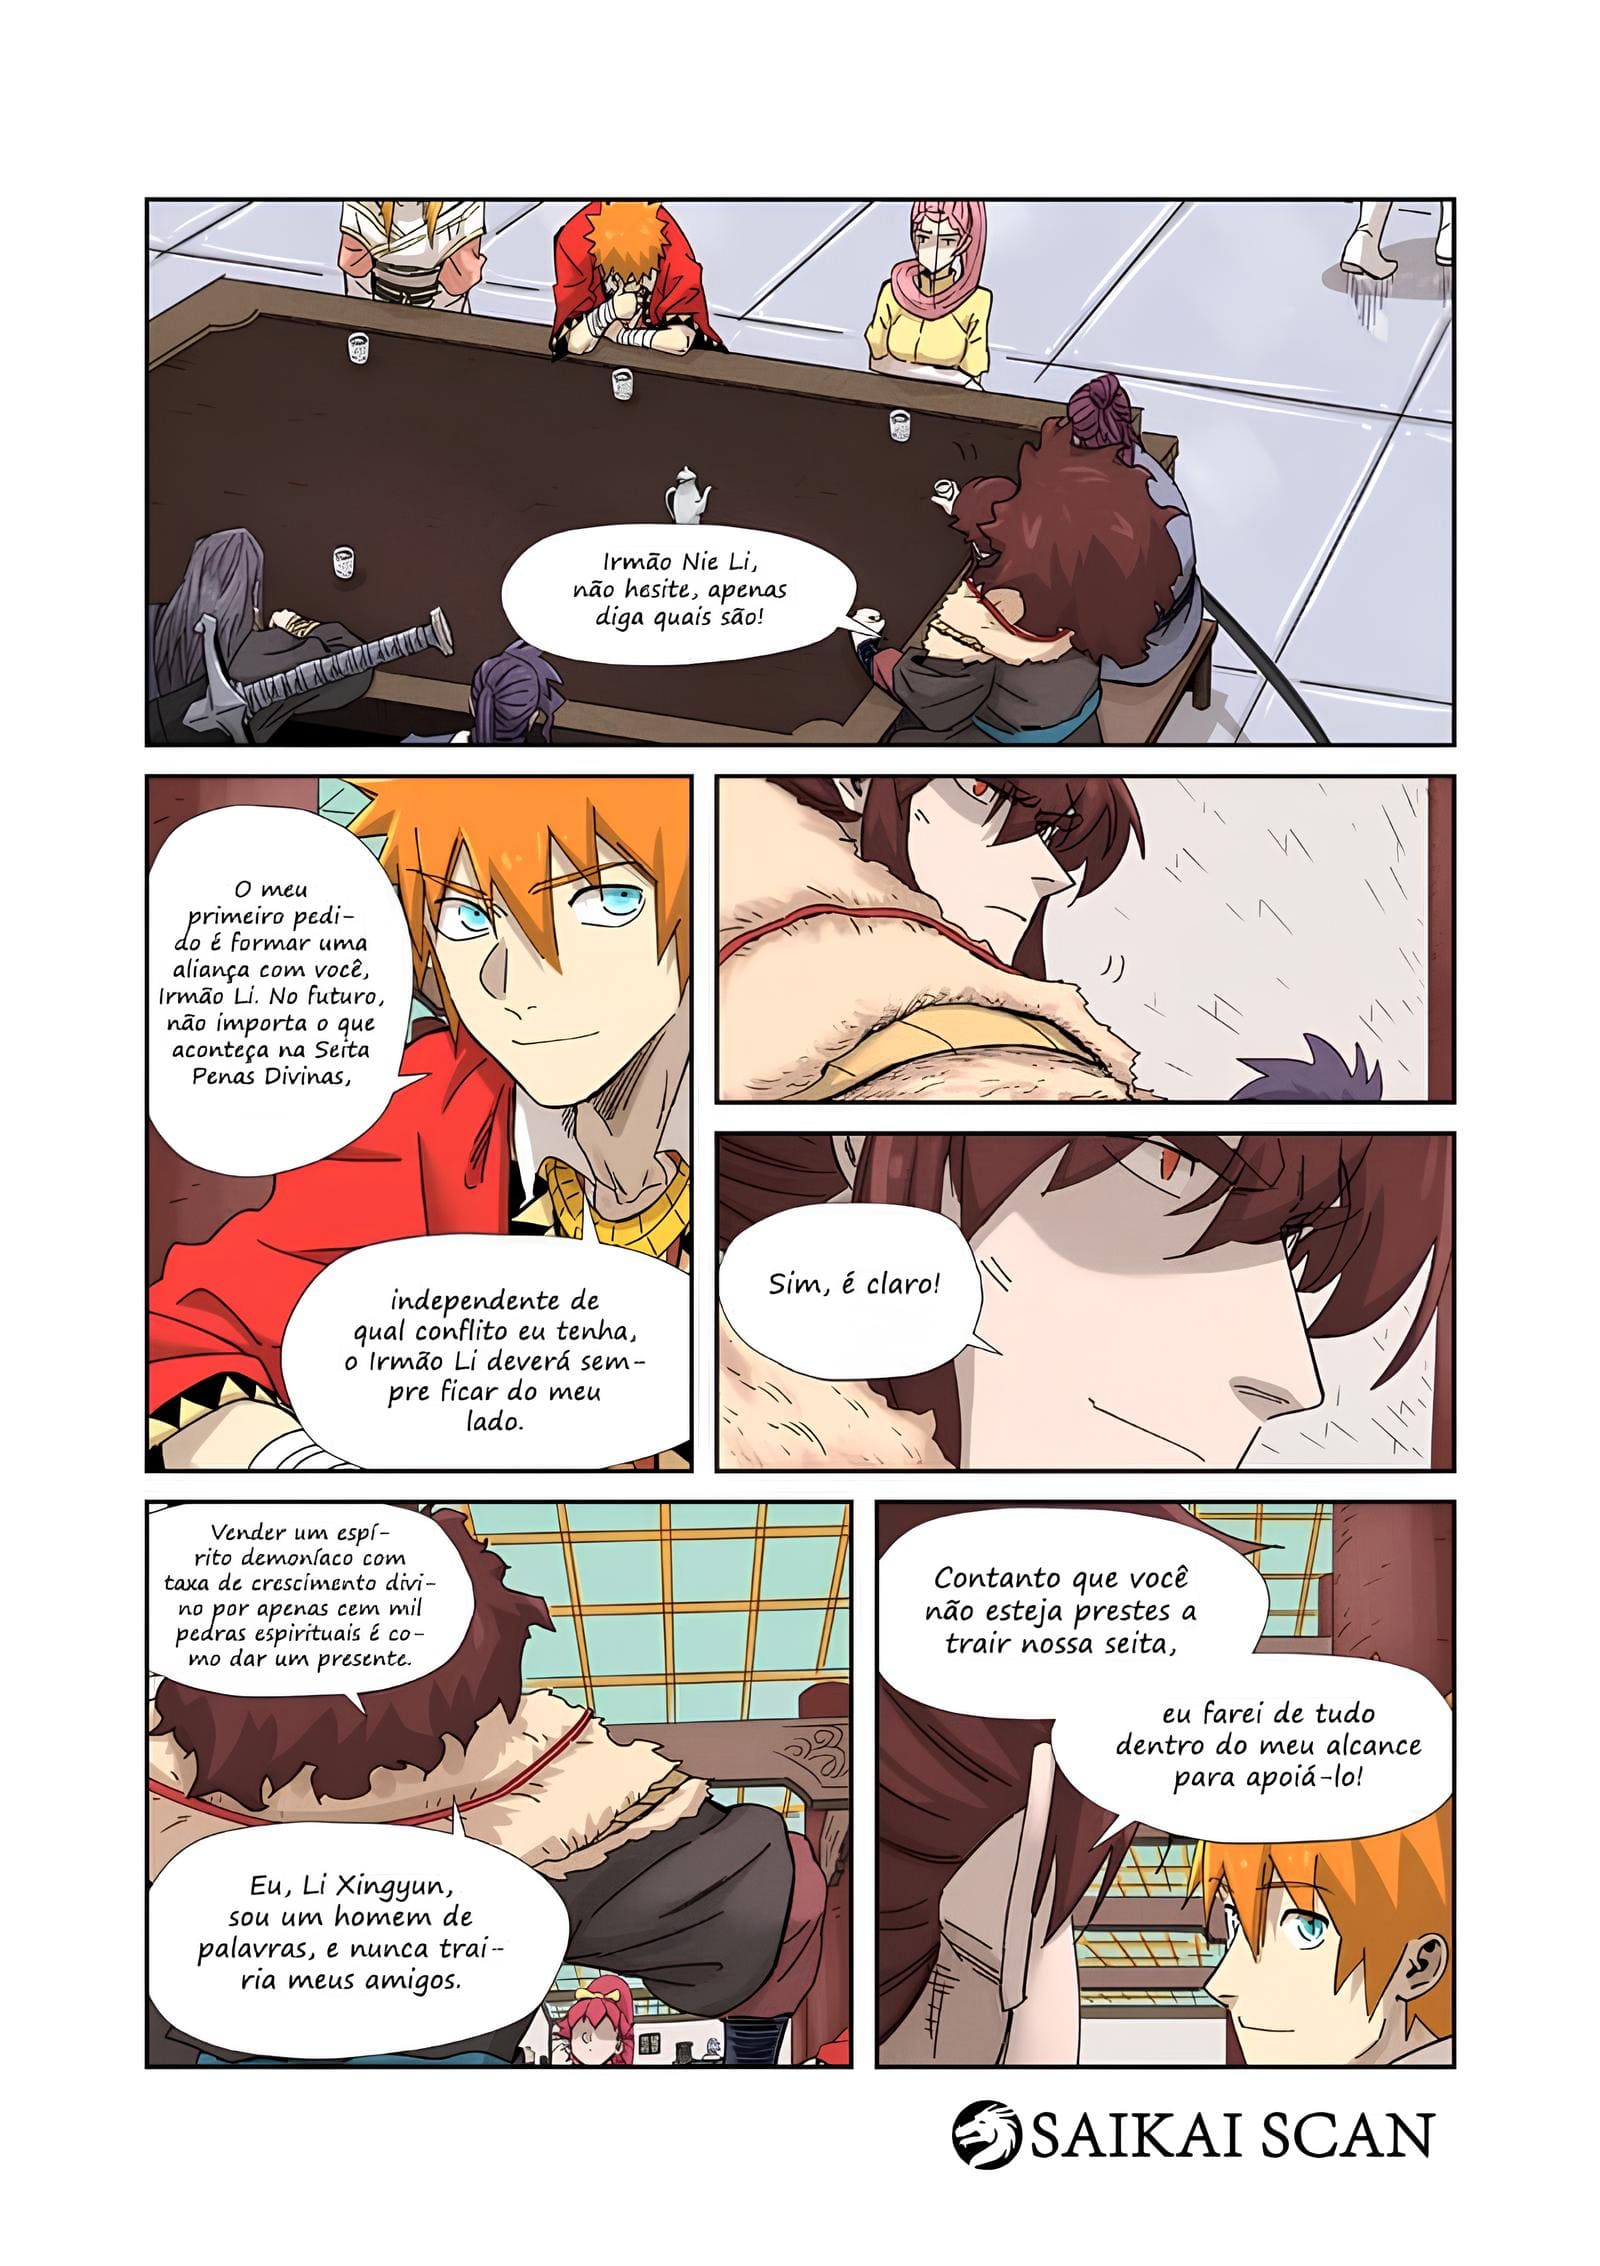 Irmão Nie Li,
não hesite, apenas
diga quais são!
O meu
primeiro pedi-
do é formar uma
aliança com você,
Irmão Li. No futuro,
não importa o que
aconteça na Seita
Penas Divinas,
independente de
qual conflito eu tenha,
o Irmão Li deverá sem-
pre ficar do meu
lado.
Sim, é claro!
Vender um espí-
rito demoníaco com
taxa de crescimento divi-
no por apenas cem mil
pedras espirituais é co-
mo dar um presente.
Eu, Li Xingyun,
sou um homem de
palavras, e nunca trai-
ria meus amigos.
Contanto que você
não esteja prestes a
trair nossa seita,
eu farei de tudo
dentro do meu alcance
para apoiá-lo!
SAIKAI SCAN